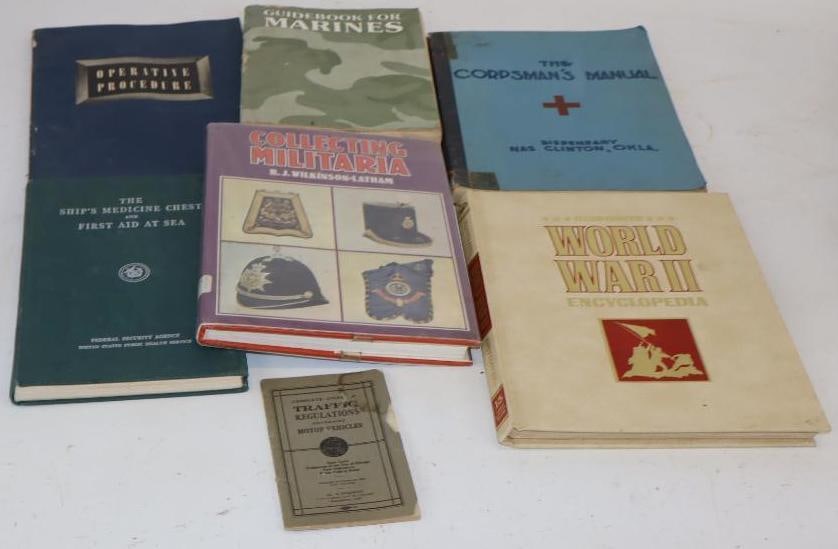 OPERATIVE
PROCEDURE
GUIDEBOOK FOR
MARINES
THE
CORPSMAN'S MANUAL
DISPENSARY
NAS CLINTON, OKLA.
THE
SHIP'S MEDICINE CHEST
AND
FIRST AID AT SEA
FEDERAL SECURITY AGENCY
UNITED STATES PUBLIC HEALTH SERVICE
COLLECTING
MILITARIA
R.J. WILKINSON-LATHAM
ILLUSTRATED
WORLD
WAR II
ENCYCLOPEDIA
18
TRAFFIC
REGULATIONS
MOTOR VEHICLES